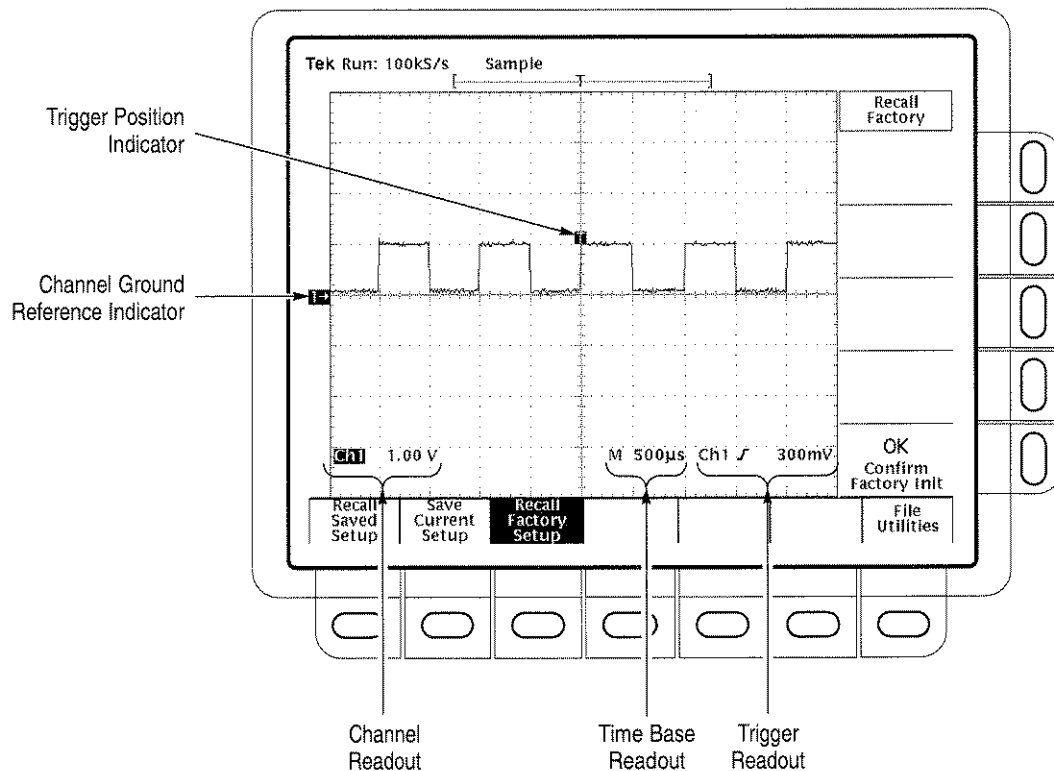 Tek Run: 100kS/s Sample
T
Recall
Factory
Trigger Position
Indicator
T
Channel Ground
Reference Indicator
1→
Ch1 1.00 V
M 500µs
Ch1 300mV
OK
Confirm
Factory Init
Recall
Saved
Setup
Save
Current
Setup
Recall
Factory
Setup
File
Utilities
Channel
Readout
Time Base
Readout
Trigger
Readout